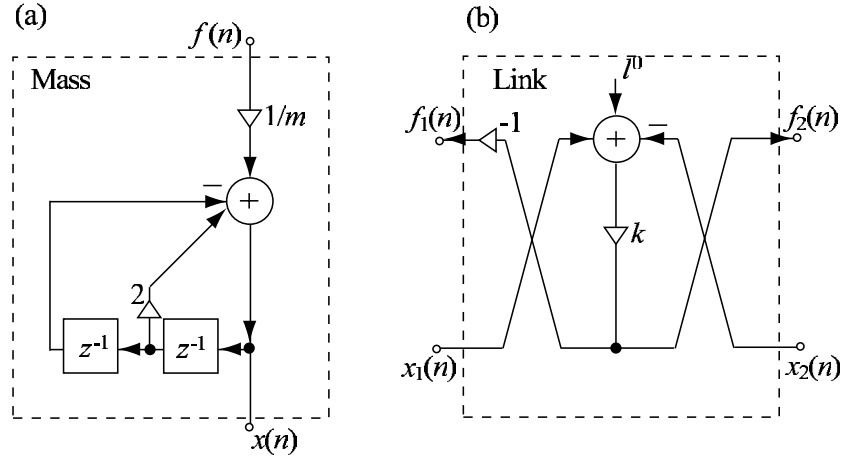 (a)
f(n)
Mass
1/m
−
+
2
z⁻¹
z⁻¹
x(n)
(b)
Link
l⁰
f₁(n)
-1
+
−
f₂(n)
k
x₁(n)
x₂(n)